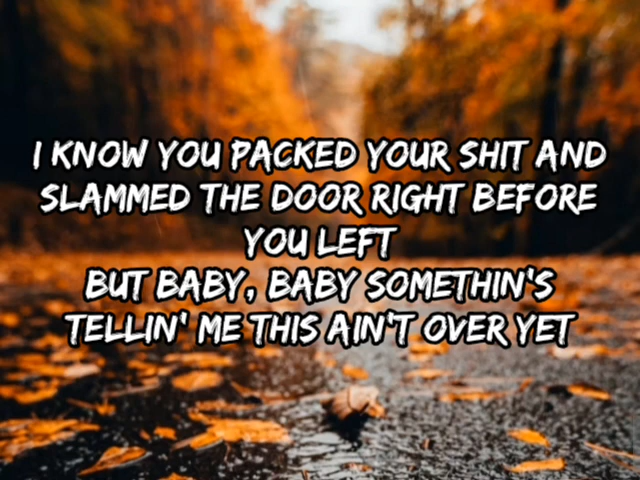 I KNOW YOU PACKED YOUR SHIT AND
SLAMMED THE DOOR RIGHT BEFORE
YOU LEFT
BUT BABY, BABY SOMETHIN'S
TELLIN' ME THIS AIN'T OVER YET